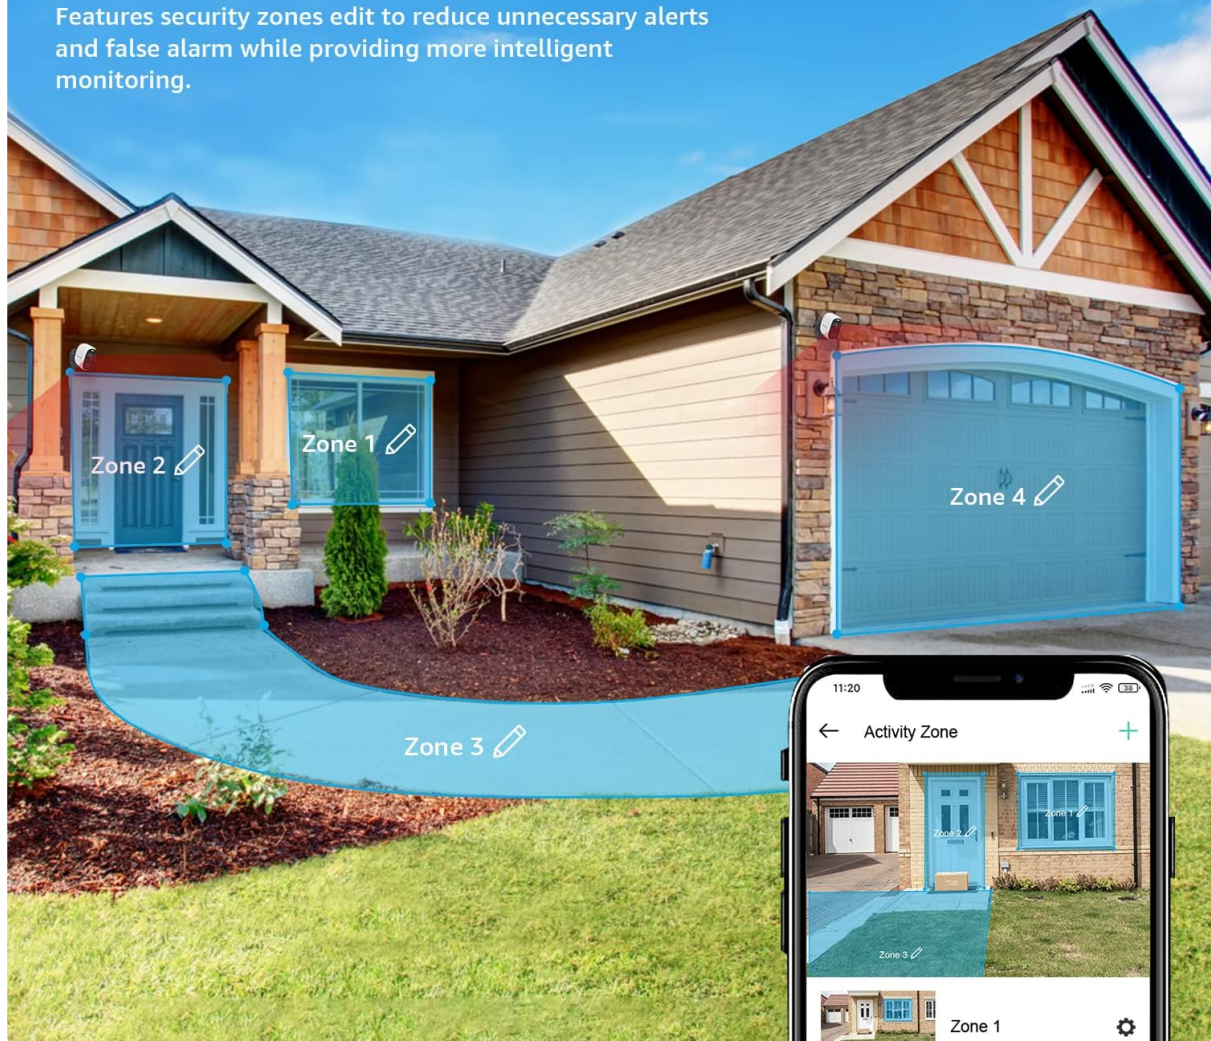 Features security zones edit to reduce unnecessary alerts
and false alarm while providing more intelligent
monitoring.
Zone 1
Zone 2
Zone 4
Zone 3
11:20
38
Activity Zone
Zone 1
Zone 2
Zone 3
Zone 1